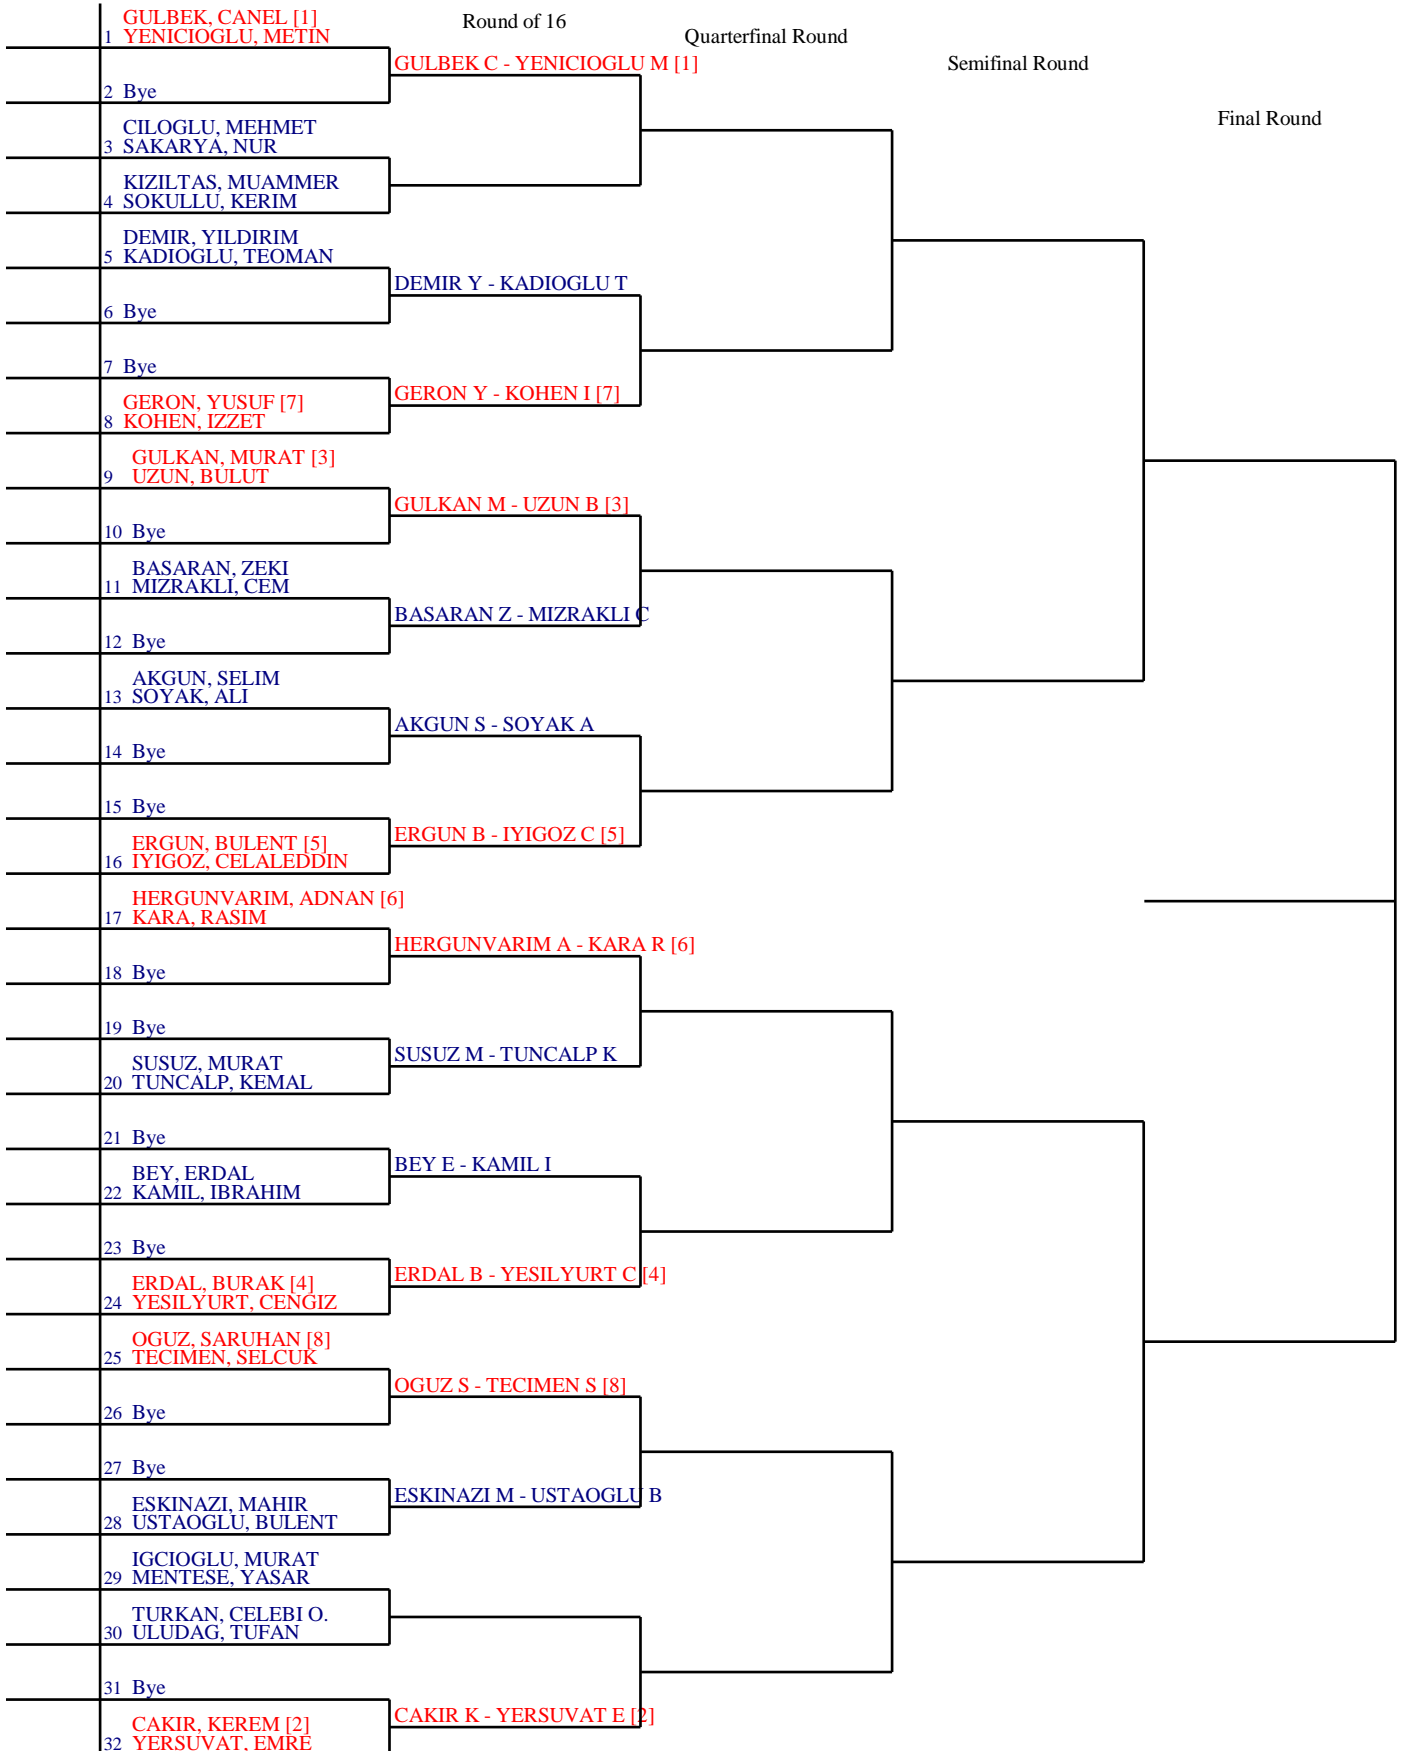 Round of 16
Quarterfinal Round
Semifinal Round
Final Round
GULBEK, CANEL [1]
1 YENICIOGLU, METIN
GULBEK C - YENICIOGLU M [1]
2 Bye
CILOGLU, MEHMET
3 SAKARYA, NUR
KIZILTAS, MUAMMER
4 SOKULLU, KERIM
DEMIR, YILDIRIM
5 KADIOGLU, TEOMAN
DEMIR Y - KADIOGLU T
6 Bye
7 Bye
GERON Y - KOHEN I [7]
GERON, YUSUF [7]
8 KOHEN, IZZET
GULKAN, MURAT [3]
9 UZUN, BULUT
GULKAN M - UZUN B [3]
10 Bye
BASARAN, ZEKI
11 MIZRAKLI, CEM
BASARAN Z - MIZRAKLI C
12 Bye
AKGUN, SELIM
13 SOYAK, ALI
AKGUN S - SOYAK A
14 Bye
15 Bye
ERGUN B - IYIGOZ C [5]
ERGUN, BULENT [5]
16 IYIGOZ, CELALEDDIN
HERGUNVARIM, ADNAN [6]
17 KARA, RASIM
HERGUNVARIM A - KARA R [6]
18 Bye
19 Bye
SUSUZ M - TUNCALP K
SUSUZ, MURAT
20 TUNCALP, KEMAL
21 Bye
BEY E - KAMIL I
BEY, ERDAL
22 KAMIL, IBRAHIM
23 Bye
ERDAL B - YESILYURT C [4]
ERDAL, BURAK [4]
24 YESILYURT, CENGIZ
OGUZ, SARUHAN [8]
25 TECIMEN, SELCUK
OGUZ S - TECIMEN S [8]
26 Bye
27 Bye
ESKINAZI M - USTAOGLU B
ESKINAZI, MAHIR
28 USTAOGLU, BULENT
IGCIOGLU, MURAT
29 MENTESE, YASAR
TURKAN, CELEBI O.
30 ULUDAG, TUFAN
31 Bye
CAKIR K - YERSUVAT E [2]
CAKIR, KEREM [2]
32 YERSUVAT, EMRE